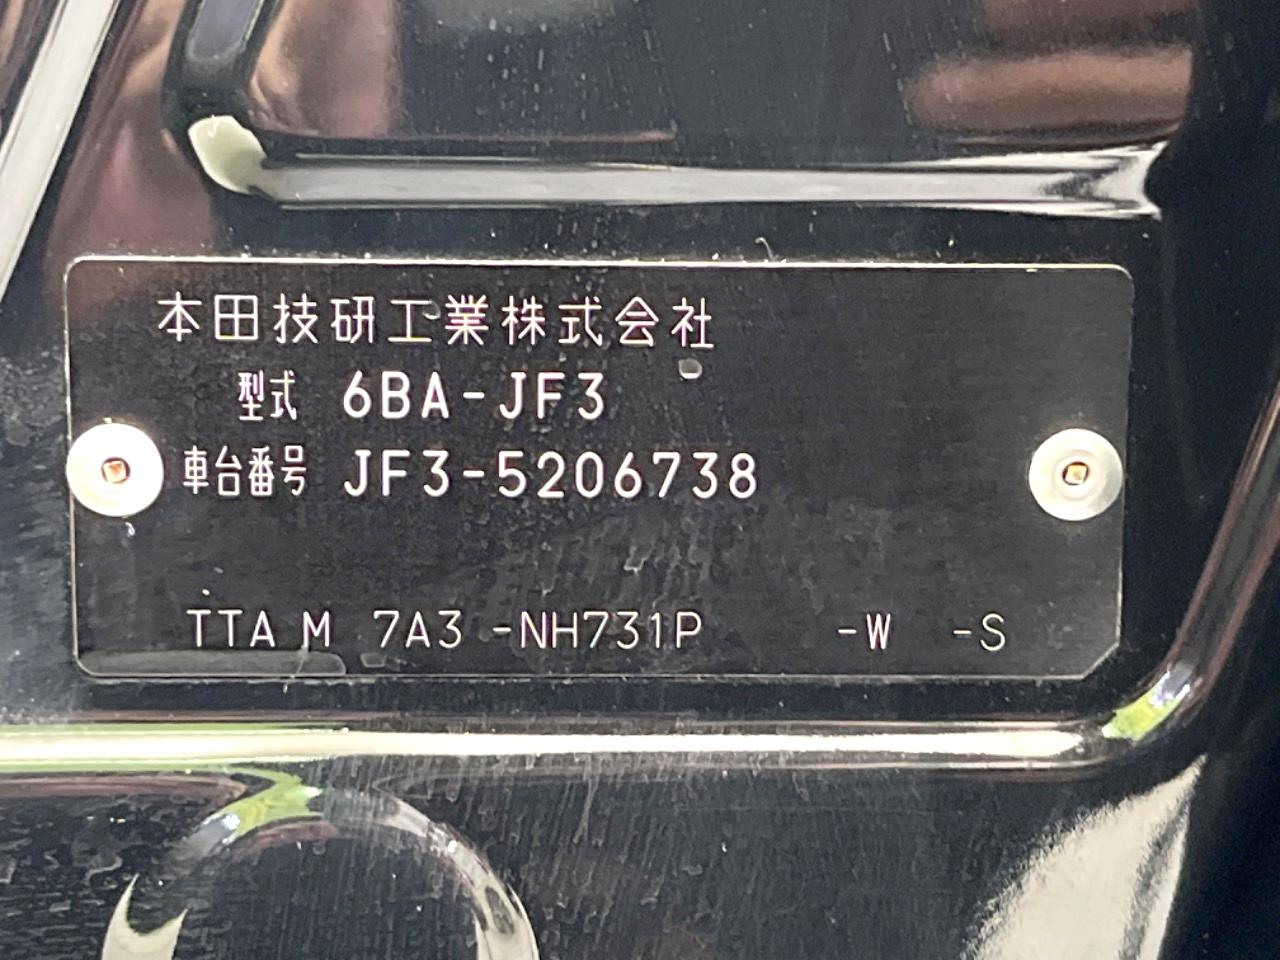 本田技研工業株式会社
型式 6BA-JF3
車台番号 JF3-5206738
TTA M 7A3 -NH731P -W -S